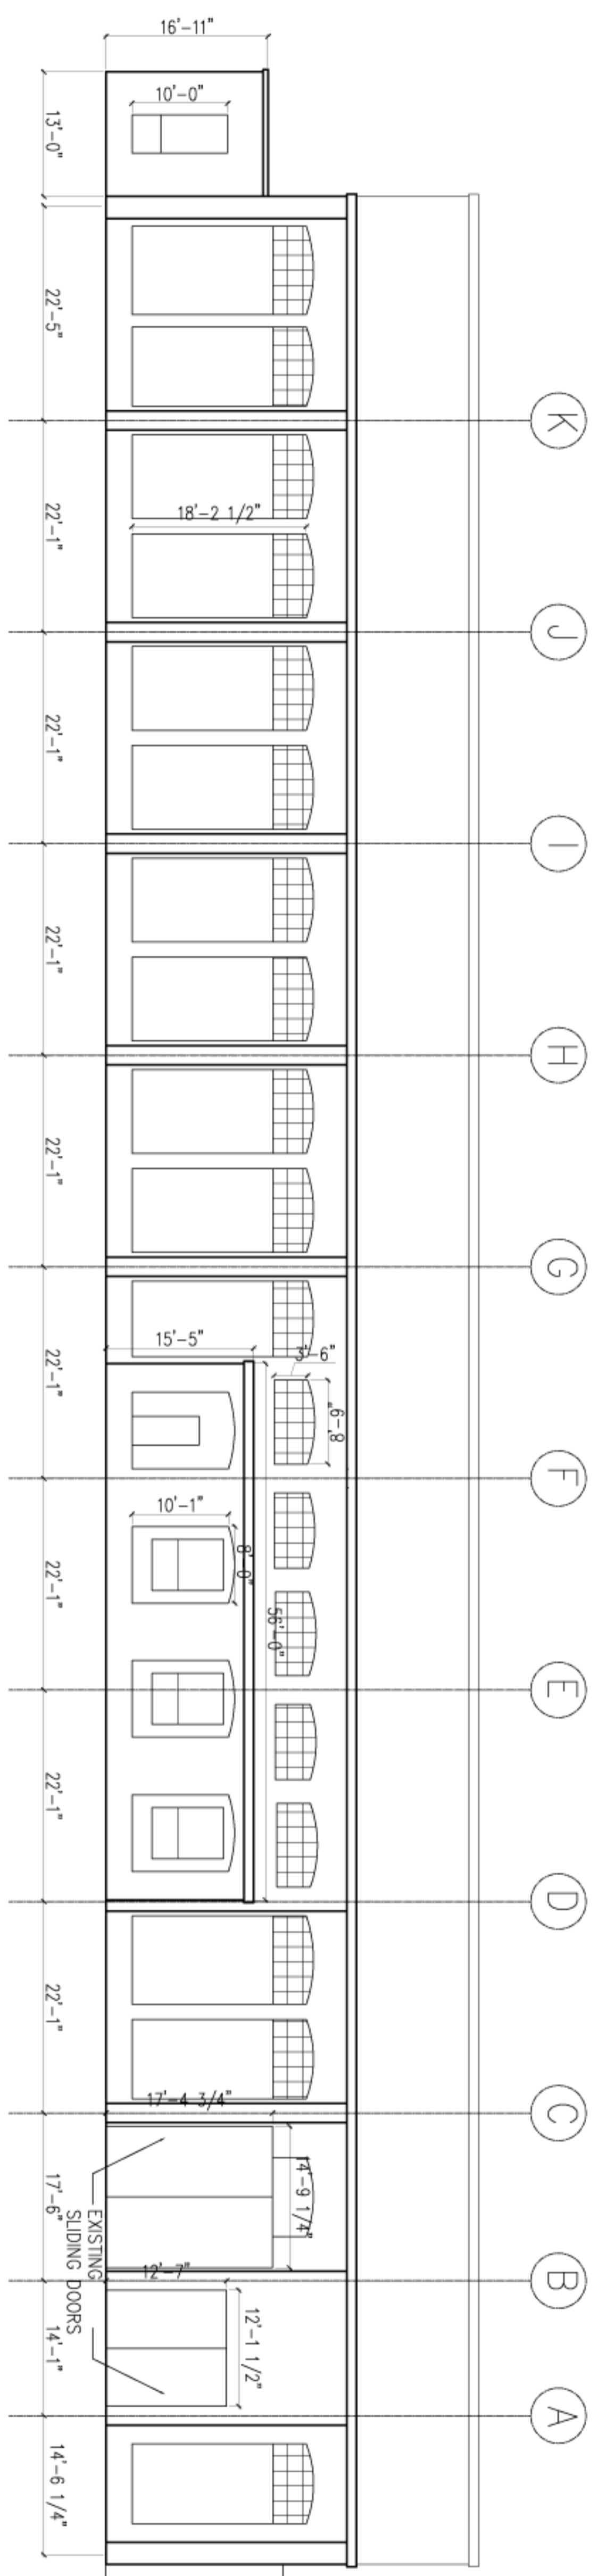 16'-11"
10'-0"
13'-0"
22'-5"
K
22'-1"
18'-2 1/2"
J
22'-1"
I
22'-1"
H
22'-1"
G
15'-5"
3'-6"
22'-1"
8'-9"
F
10'-1"
8'-0"
22'-1"
56'-0"
E
22'-1"
D
22'-1"
17'-4 3/4"
C
14'-9 1/4"
17'-6"
EXISTING
SLIDING DOORS
12'-7"
B
12'-1 1/2"
14'-1"
A
14'-6 1/4"